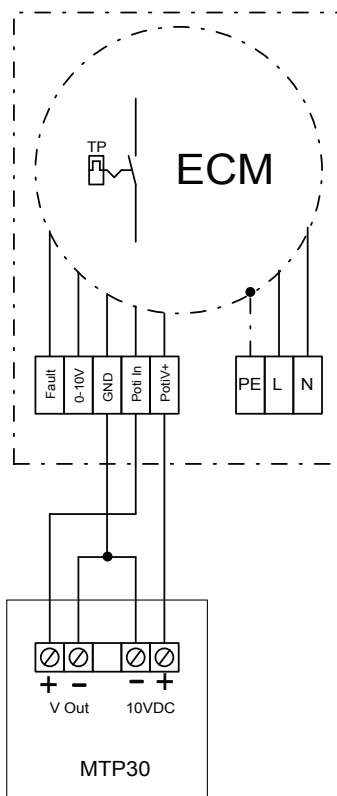 TP
ECM
Fault
0-10V
GND
Poti In
PotiV+
PE
L
N
+ − − +
V Out
10VDC
MTP30